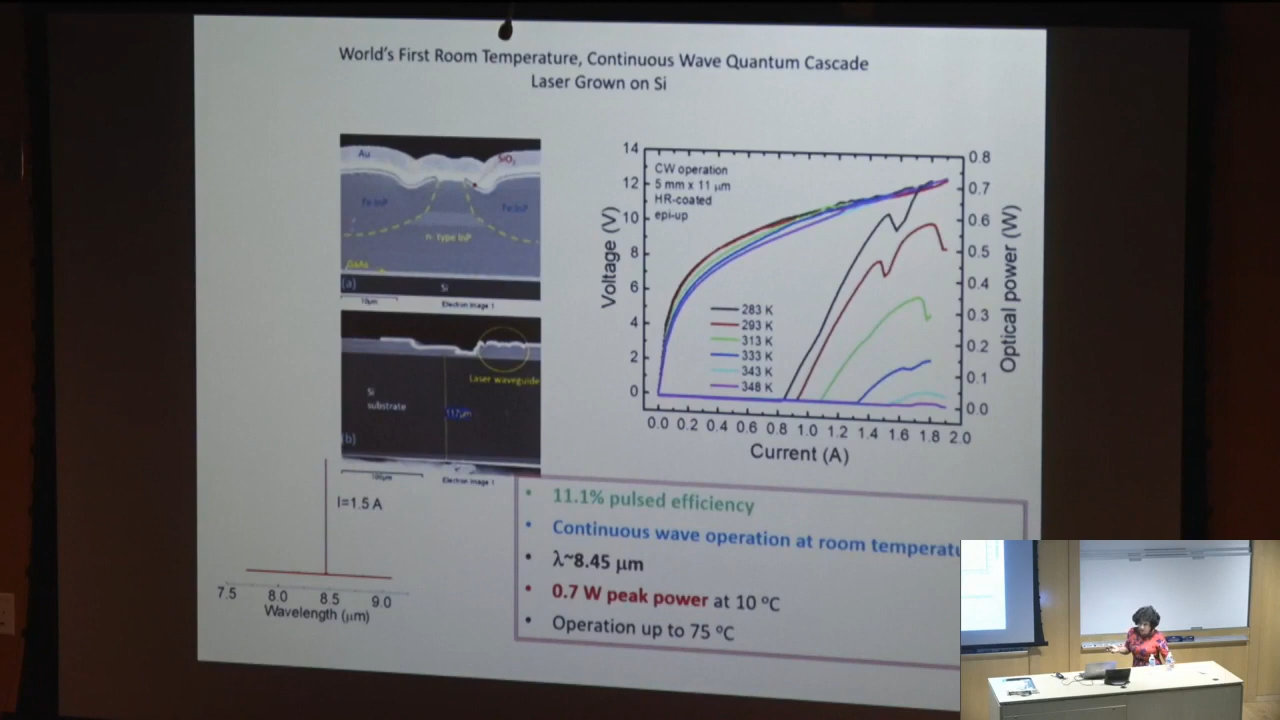 World's First Room Temperature, Continuous Wave Quantum Cascade
Laser Grown on Si
Au
SiO₂
Fe InP
Fe InP
n- type InP
GaAs
(a)
Si
10μm
Electron Image 1
Laser waveguide
Si
substrate
117μm
(b)
100μm
Electron Image 1
CW operation
5 mm x 11 μm
HR-coated
epi-up
Voltage (V)
14
12
10
8
6
4
2
0
283 K
293 K
313 K
333 K
343 K
348 K
0.8
0.7
0.6
0.5
0.4
0.3
0.2
0.1
0.0
Optical power (W)
0.0 0.2 0.4 0.6 0.8 1.0 1.2 1.4 1.6 1.8 2.0
Current (A)
I=1.5 A
7.5 8.0 8.5 9.0
Wavelength (μm)
• 11.1% pulsed efficiency
• Continuous wave operation at room temperatu
• λ~8.45 μm
• 0.7 W peak power at 10 ºC
• Operation up to 75 ºC